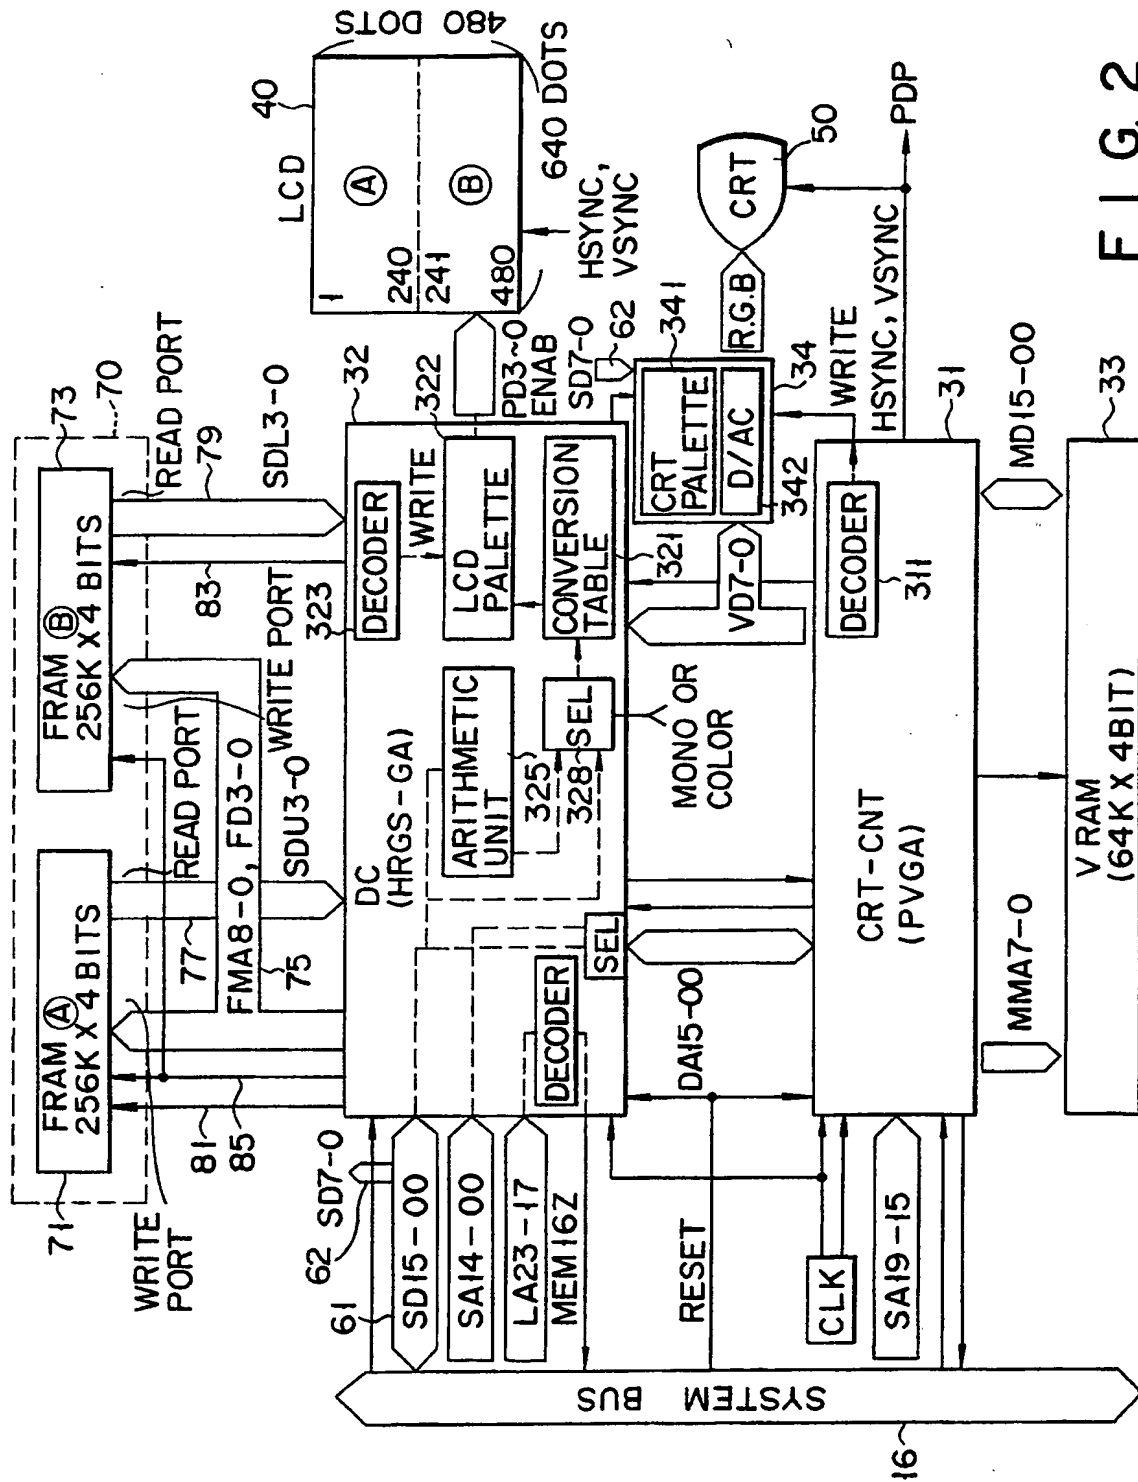 71
FRAM Ⓐ
256K X 4 BITS
WRITE PORT
81
85
77
75
READ PORT
FMA8-0, FD3-0
SDU3-0
70
73
FRAM Ⓑ
256K X 4 BITS
WRITE PORT
83
READ PORT
79
SDL3-0
62
SD7-0
61
SD15-00
SA14-00
LA23-17
MEM16Z
DC
(HRGS-GA)
32
323
DECODER
WRITE
322
LCD
PALETTE
ARITHMETIC
UNIT
325
328
SEL
CONVERSION
TABLE
321
DECODER
SEL
MONO OR
COLOR
LCD
40
1
Ⓐ
240
241
Ⓑ
480
480 DOTS
640 DOTS
PD3~0
ENAB
HSYNC,
VSYNC
SD7-0
62
341
CRT
PALETTE
D/AC
342
34
R.G.B
CRT
50
PDP
VD7-0
WRITE
HSYNC, VSYNC
RESET
DA15-00
CLK
SA19-15
CRT-CNT
(PVGA)
DECODER
311
31
MMA7-0
MD15-00
VRAM
(64K X 4BIT)
33
SYSTEM BUS
16
FIG. 2